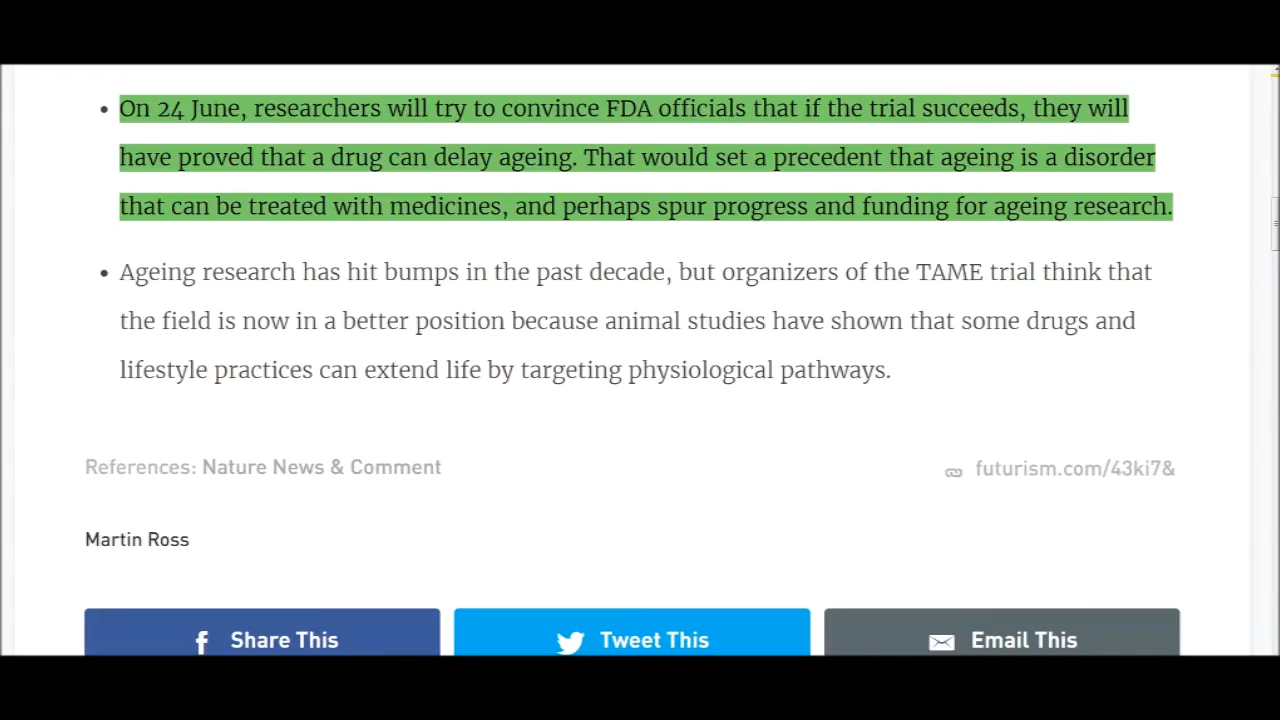 On 24 June, researchers will try to convince FDA officials that if the trial succeeds, they will
have proved that a drug can delay ageing. That would set a precedent that ageing is a disorder
that can be treated with medicines, and perhaps spur progress and funding for ageing research.
Ageing research has hit bumps in the past decade, but organizers of the TAME trial think that
the field is now in a better position because animal studies have shown that some drugs and
lifestyle practices can extend life by targeting physiological pathways.
References: Nature News & Comment
futurism.com/43ki7&
Martin Ross
Share This
Tweet This
Email This